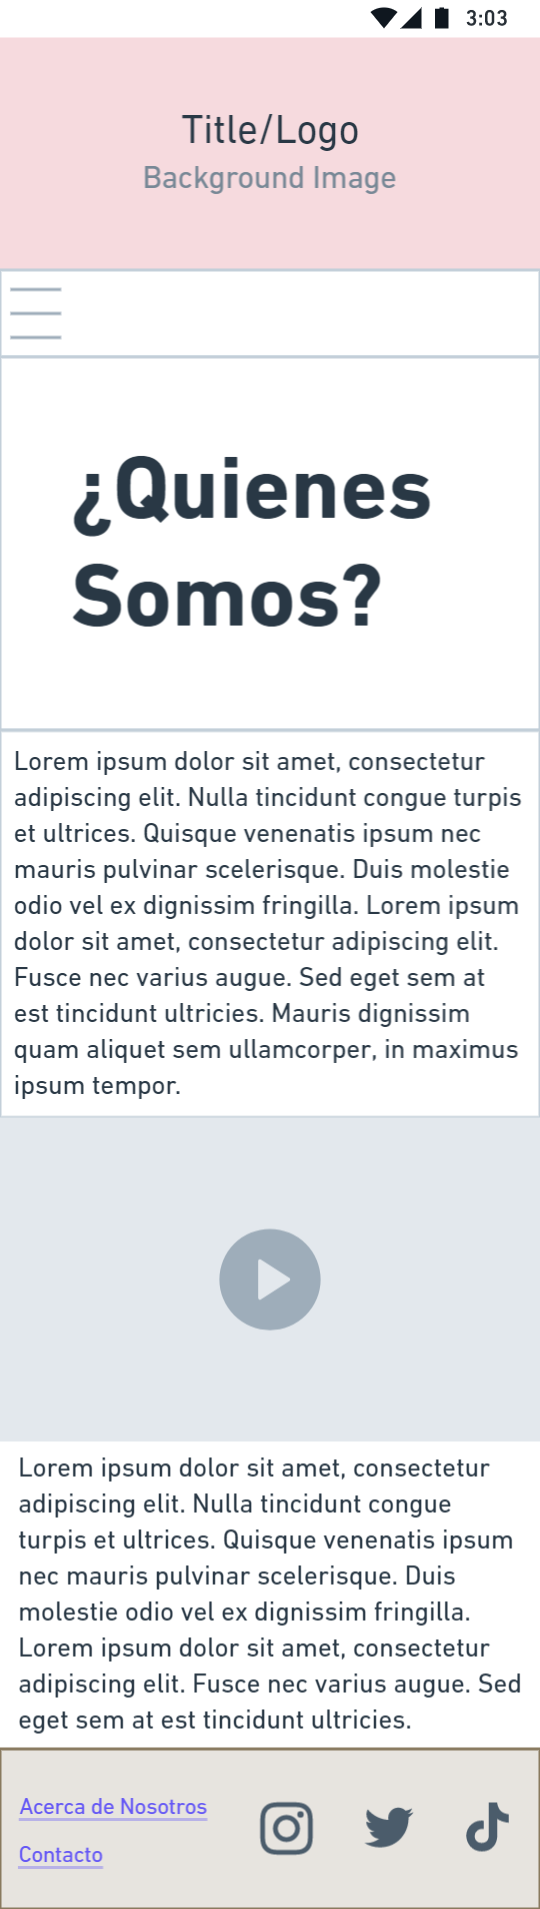 3:03
Title/Logo
Background Image
¿Quienes
Somos?
Lorem ipsum dolor sit amet, consectetur
adipiscing elit. Nulla tincidunt congue turpis
et ultrices. Quisque venenatis ipsum nec
mauris pulvinar scelerisque. Duis molestie
odio vel ex dignissim fringilla. Lorem ipsum
dolor sit amet, consectetur adipiscing elit.
Fusce nec varius augue. Sed eget sem at
est tincidunt ultricies. Mauris dignissim
quam aliquet sem ullamcorper, in maximus
ipsum tempor.
Lorem ipsum dolor sit amet, consectetur
adipiscing elit. Nulla tincidunt congue
turpis et ultrices. Quisque venenatis ipsum
nec mauris pulvinar scelerisque. Duis
molestie odio vel ex dignissim fringilla.
Lorem ipsum dolor sit amet, consectetur
adipiscing elit. Fusce nec varius augue. Sed
eget sem at est tincidunt ultricies.
Acerca de Nosotros
Contacto